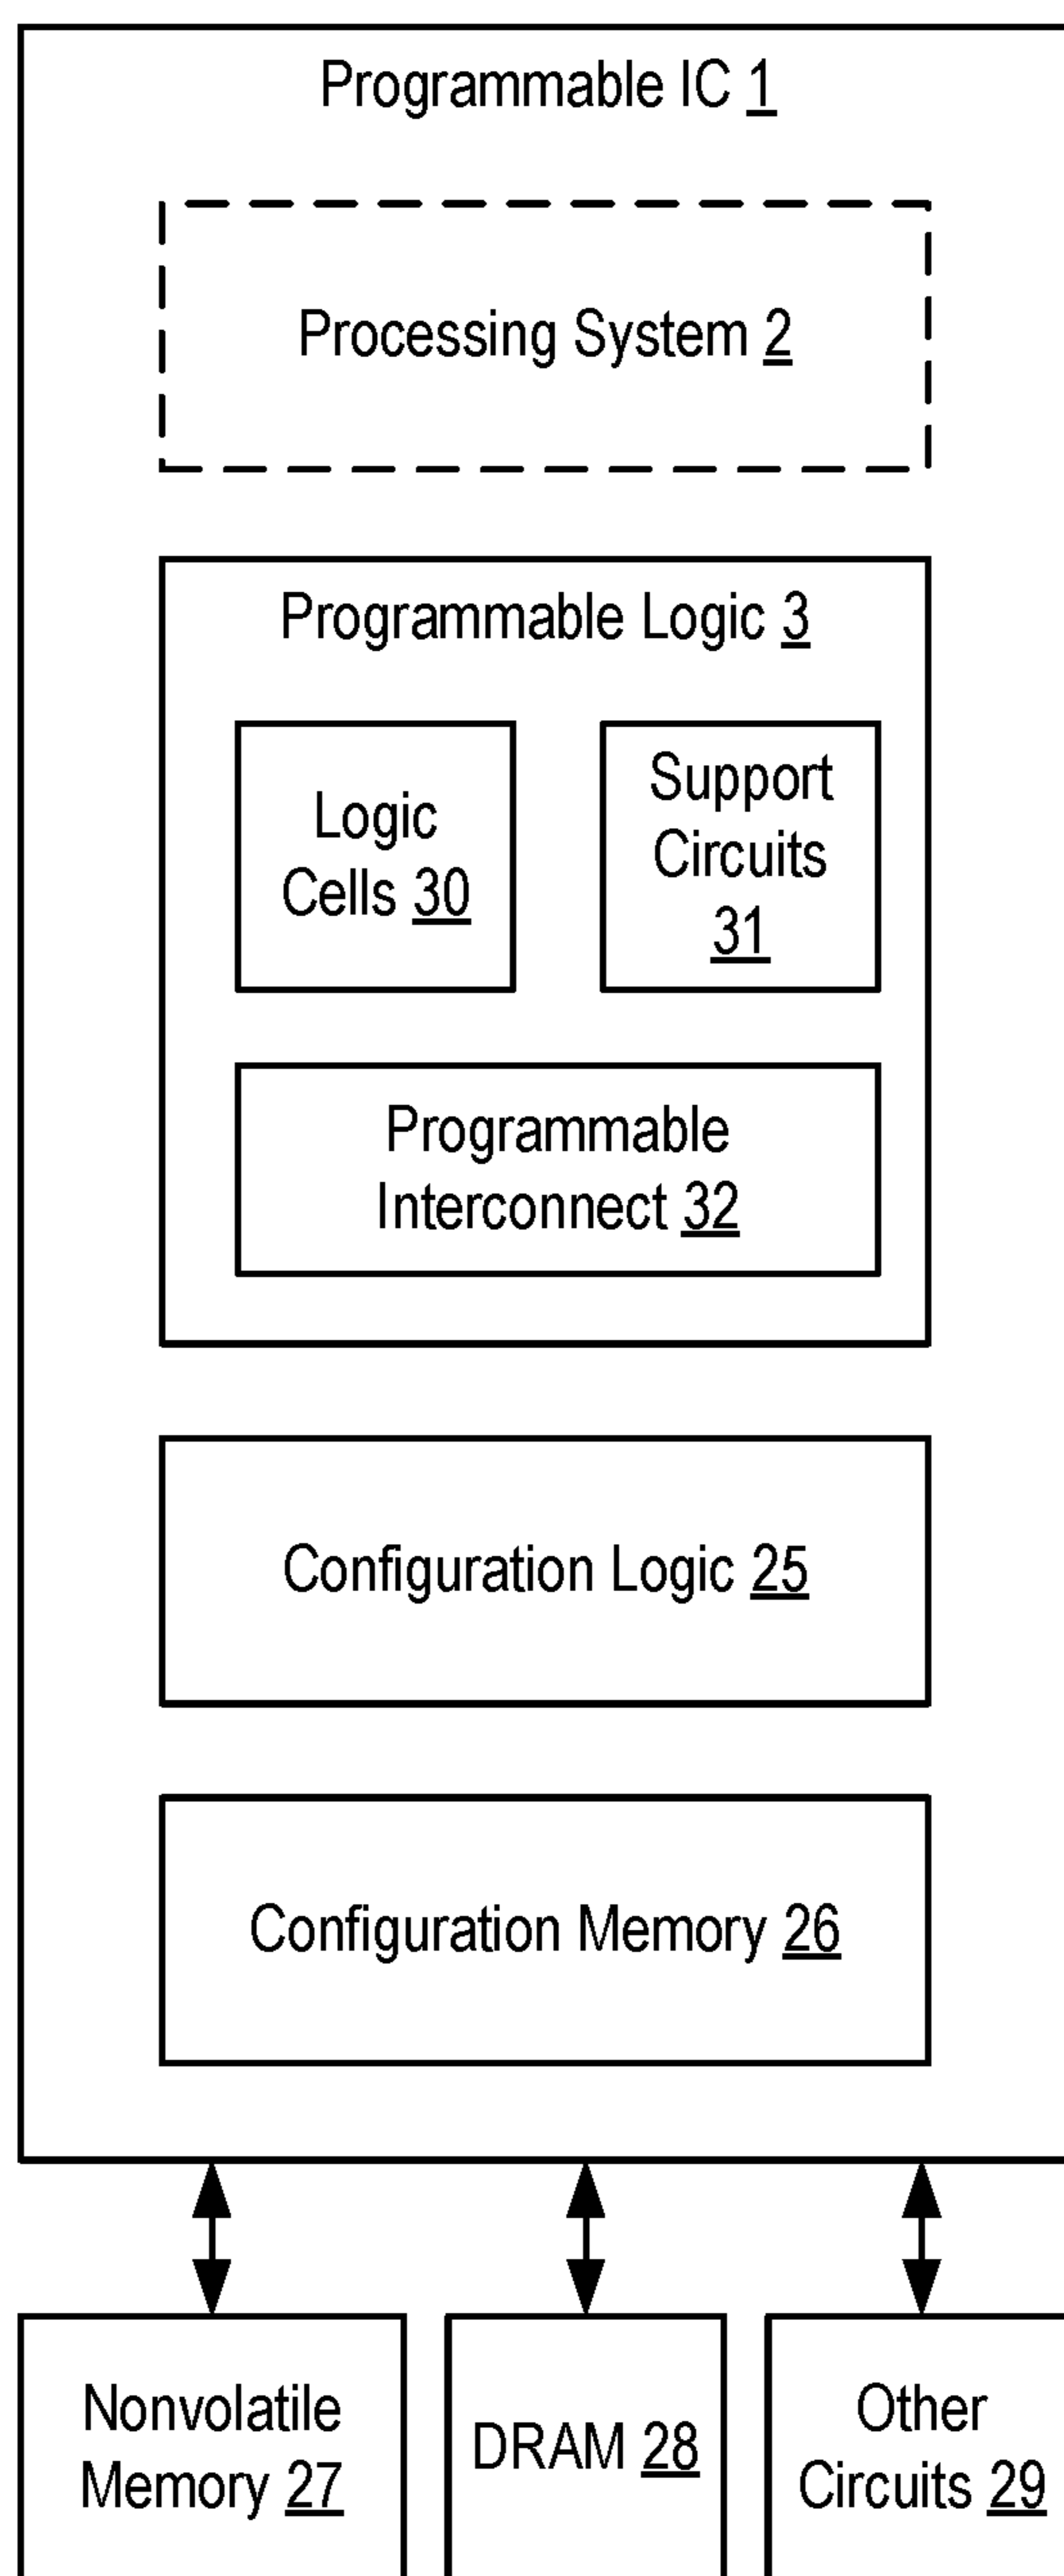 Programmable IC 1
Processing System 2
Programmable Logic 3
Logic
Cells 30
Support
Circuits
31
Programmable
Interconnect 32
Configuration Logic 25
Configuration Memory 26
Nonvolatile
Memory 27
DRAM 28
Other
Circuits 29